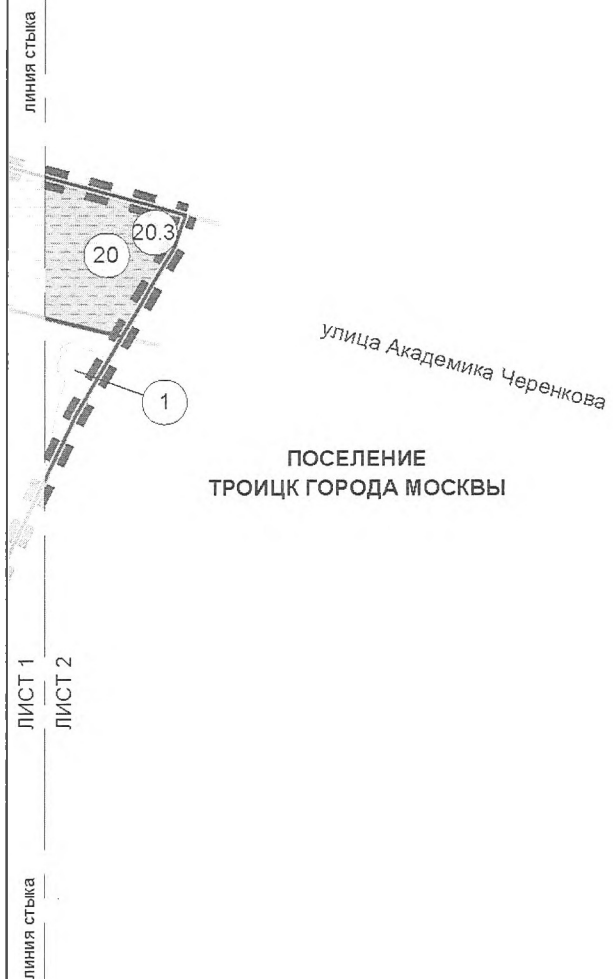 линия стыка
20.3
20
улица Академика Черенкова
1
ПОСЕЛЕНИЕ
ТРОИЦК ГОРОДА МОСКВЫ
ЛИСТ 1
ЛИСТ 2
линия стыка